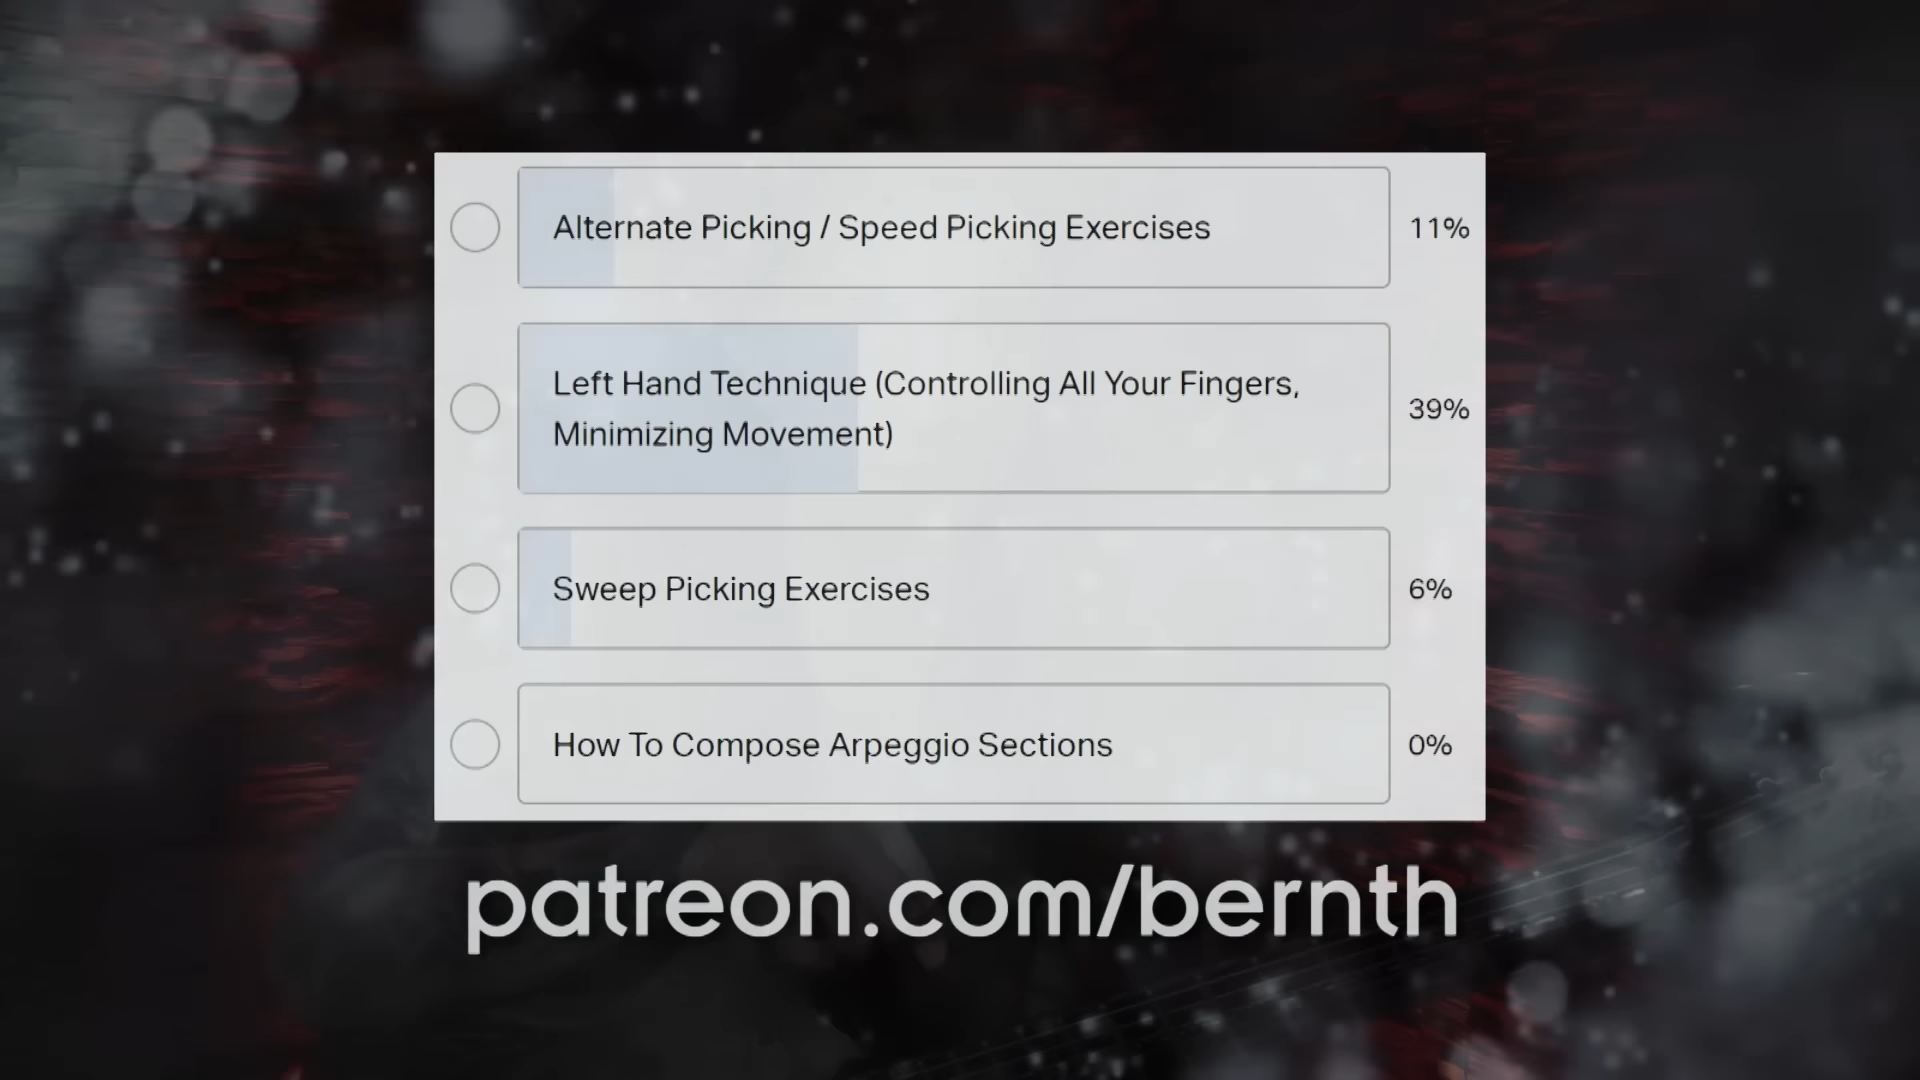 Alternate Picking / Speed Picking Exercises 11%
Left Hand Technique (Controlling All Your Fingers,
Minimizing Movement) 39%
Sweep Picking Exercises 6%
How To Compose Arpeggio Sections 0%
patreon.com/bernth